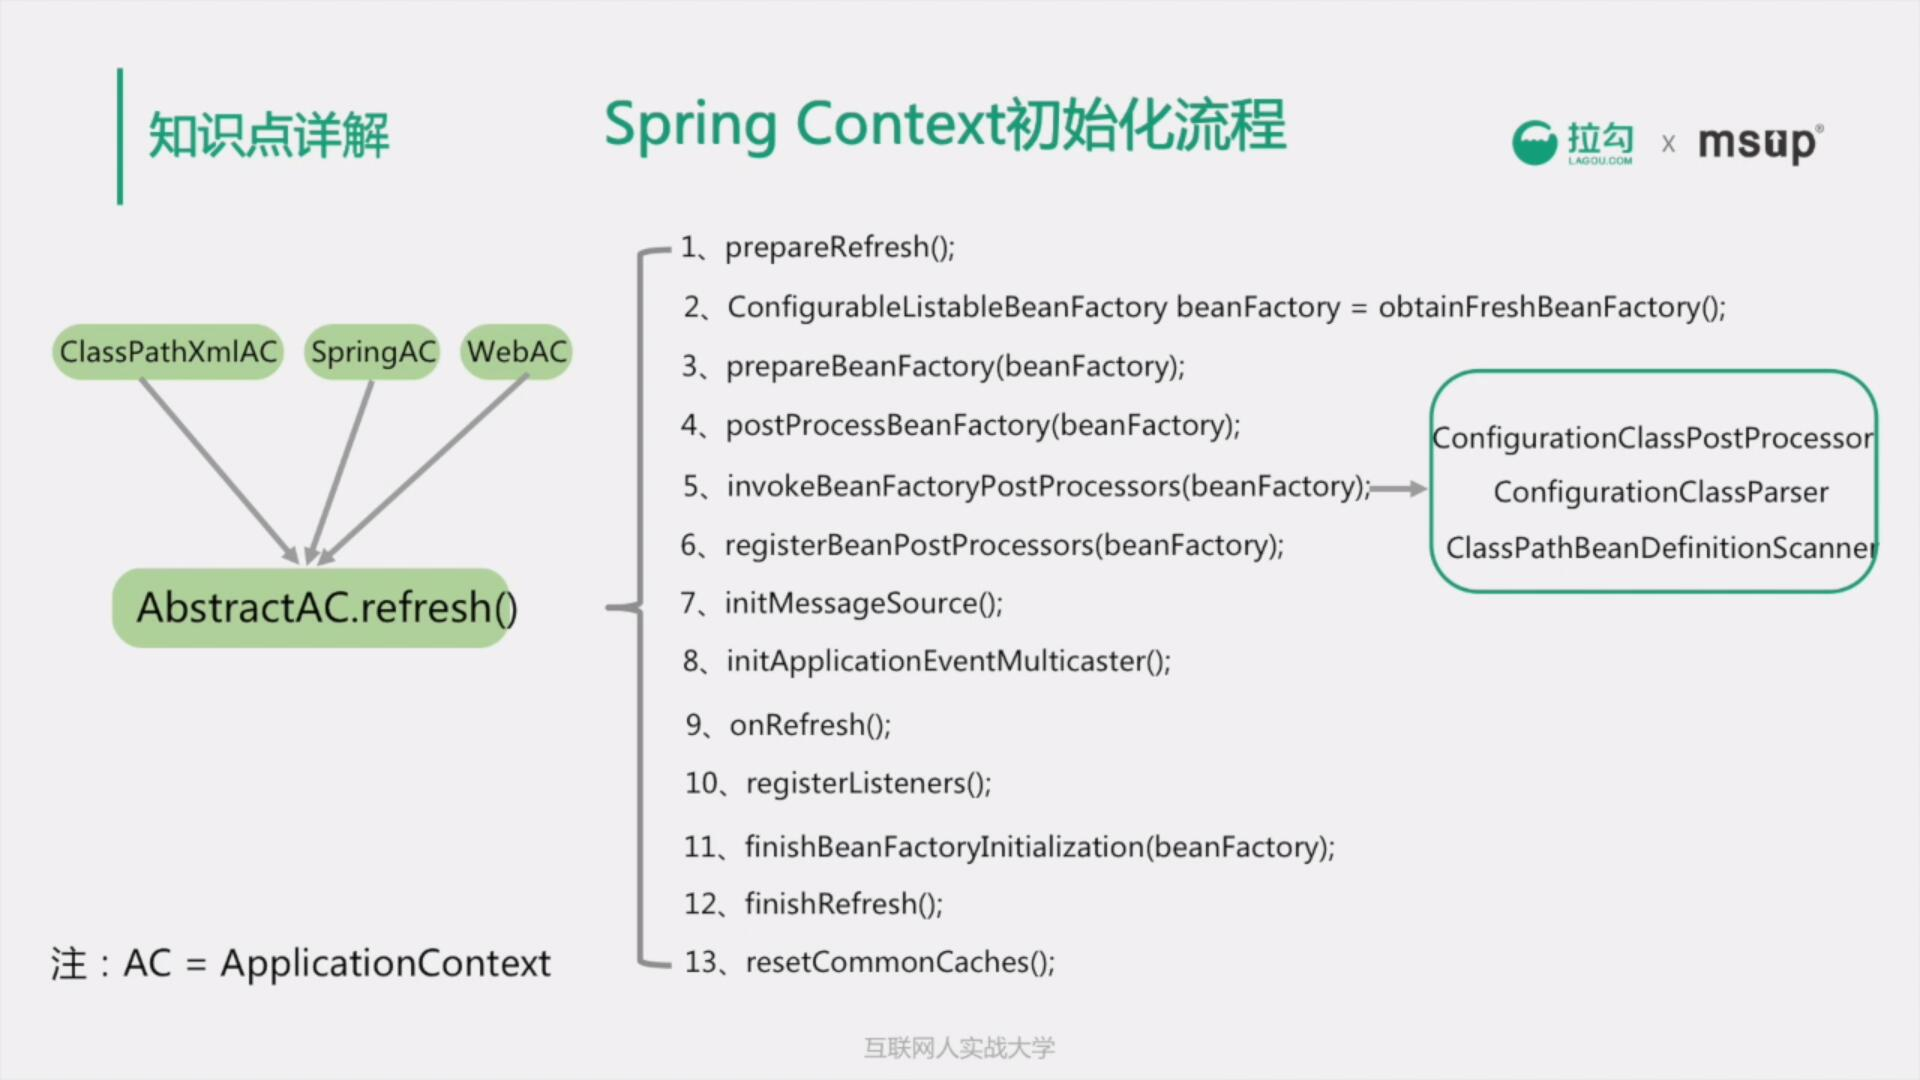 知识点详解
Spring Context初始化流程
拉勾
LAGOU.COM
x
msup®
ClassPathXmlAC
SpringAC
WebAC
AbstractAC.refresh()
1、prepareRefresh();
2、ConfigurableListableBeanFactory beanFactory = obtainFreshBeanFactory();
3、prepareBeanFactory(beanFactory);
4、postProcessBeanFactory(beanFactory);
5、invokeBeanFactoryPostProcessors(beanFactory);
6、registerBeanPostProcessors(beanFactory);
7、initMessageSource();
8、initApplicationEventMulticaster();
9、onRefresh();
10、registerListeners();
11、finishBeanFactoryInitialization(beanFactory);
12、finishRefresh();
13、resetCommonCaches();
ConfigurationClassPostProcessor
ConfigurationClassParser
ClassPathBeanDefinitionScanner
注：AC = ApplicationContext
互联网人实战大学